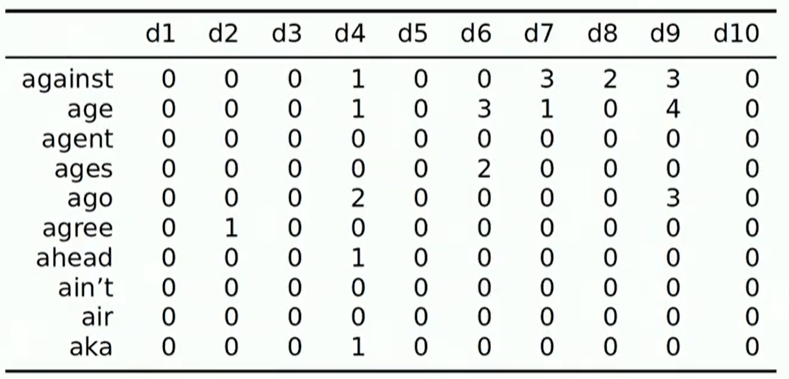 d1 d2 d3 d4 d5 d6 d7 d8 d9 d10
against 0 0 0 1 0 0 3 2 3 0
age 0 0 0 1 0 3 1 0 4 0
agent 0 0 0 0 0 0 0 0 0 0
ages 0 0 0 0 0 2 0 0 0 0
ago 0 0 0 2 0 0 0 0 3 0
agree 0 1 0 0 0 0 0 0 0 0
ahead 0 0 0 1 0 0 0 0 0 0
ain’t 0 0 0 0 0 0 0 0 0 0
air 0 0 0 0 0 0 0 0 0 0
aka 0 0 0 1 0 0 0 0 0 0